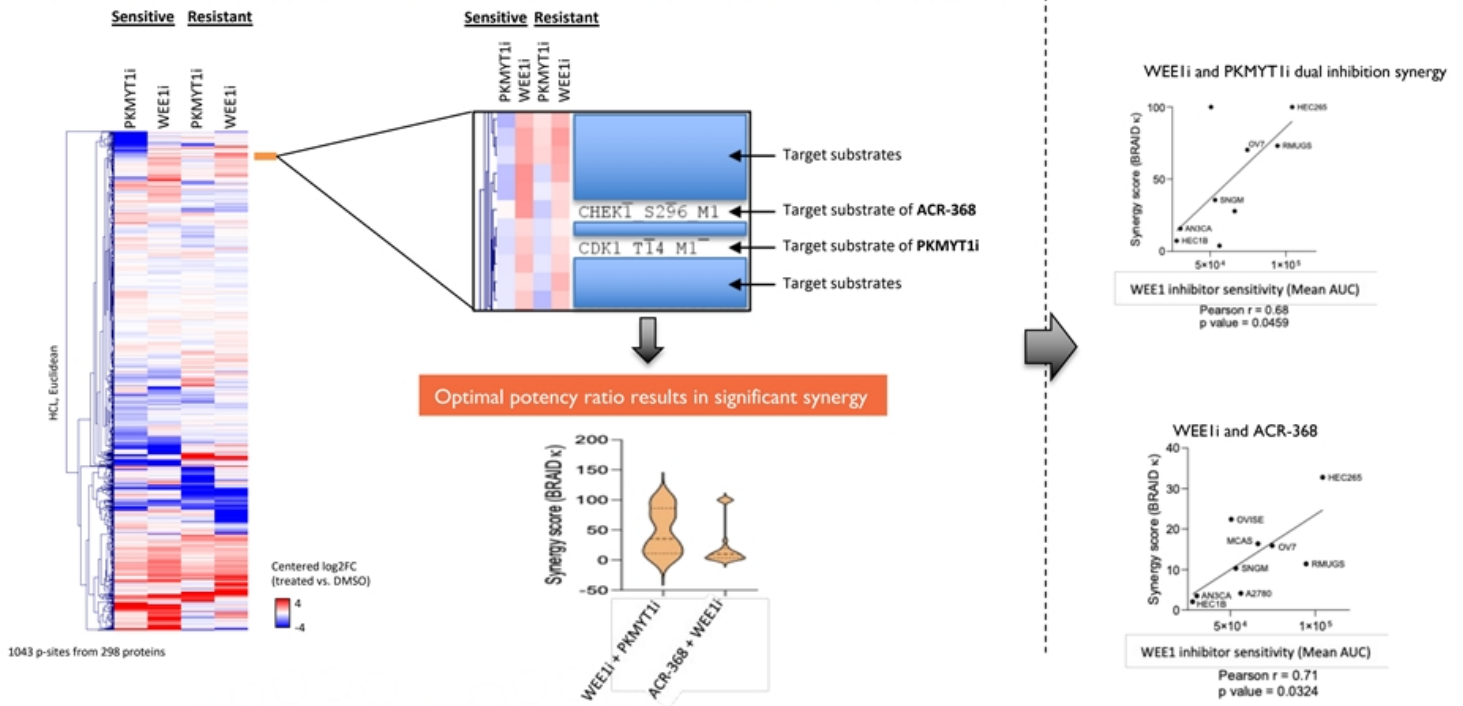 Sensitive Resistant
PKMYT1i
WEE1i
PKMYT1i
WEE1i
HCL, Euclidean
Centered log2FC
(treated vs. DMSO)
4
-4
1043 p-sites from 298 proteins
Sensitive Resistant
PKMYT1i
WEE1i
PKMYT1i
WEE1i
CHEK1_S296_M1
CDK1_T14_M1
Target substrates
Target substrate of ACR-368
Target substrate of PKMYT1i
Target substrates
Optimal potency ratio results in significant synergy
Synergy score (BRAID κ)
200
150
100
50
0
-50
WEE1i + PKMYT1i
ACR-368 + WEE1i
WEE1i and PKMYT1i dual inhibition synergy
Synergy score (BRAID κ)
100
50
0
HEC265
OV7
RMUGS
SNGM
AN3CA
HEC1B
5×10⁴
1×10⁵
WEE1 inhibitor sensitivity (Mean AUC)
Pearson r = 0.68
p value = 0.0459
WEE1i and ACR-368
Synergy score (BRAID κ)
40
30
20
10
0
HEC265
OVISE
MCAS
OV7
RMUGS
SNGM
A2780
AN3CA
HEC1B
5×10⁴
1×10⁵
WEE1 inhibitor sensitivity (Mean AUC)
Pearson r = 0.71
p value = 0.0324